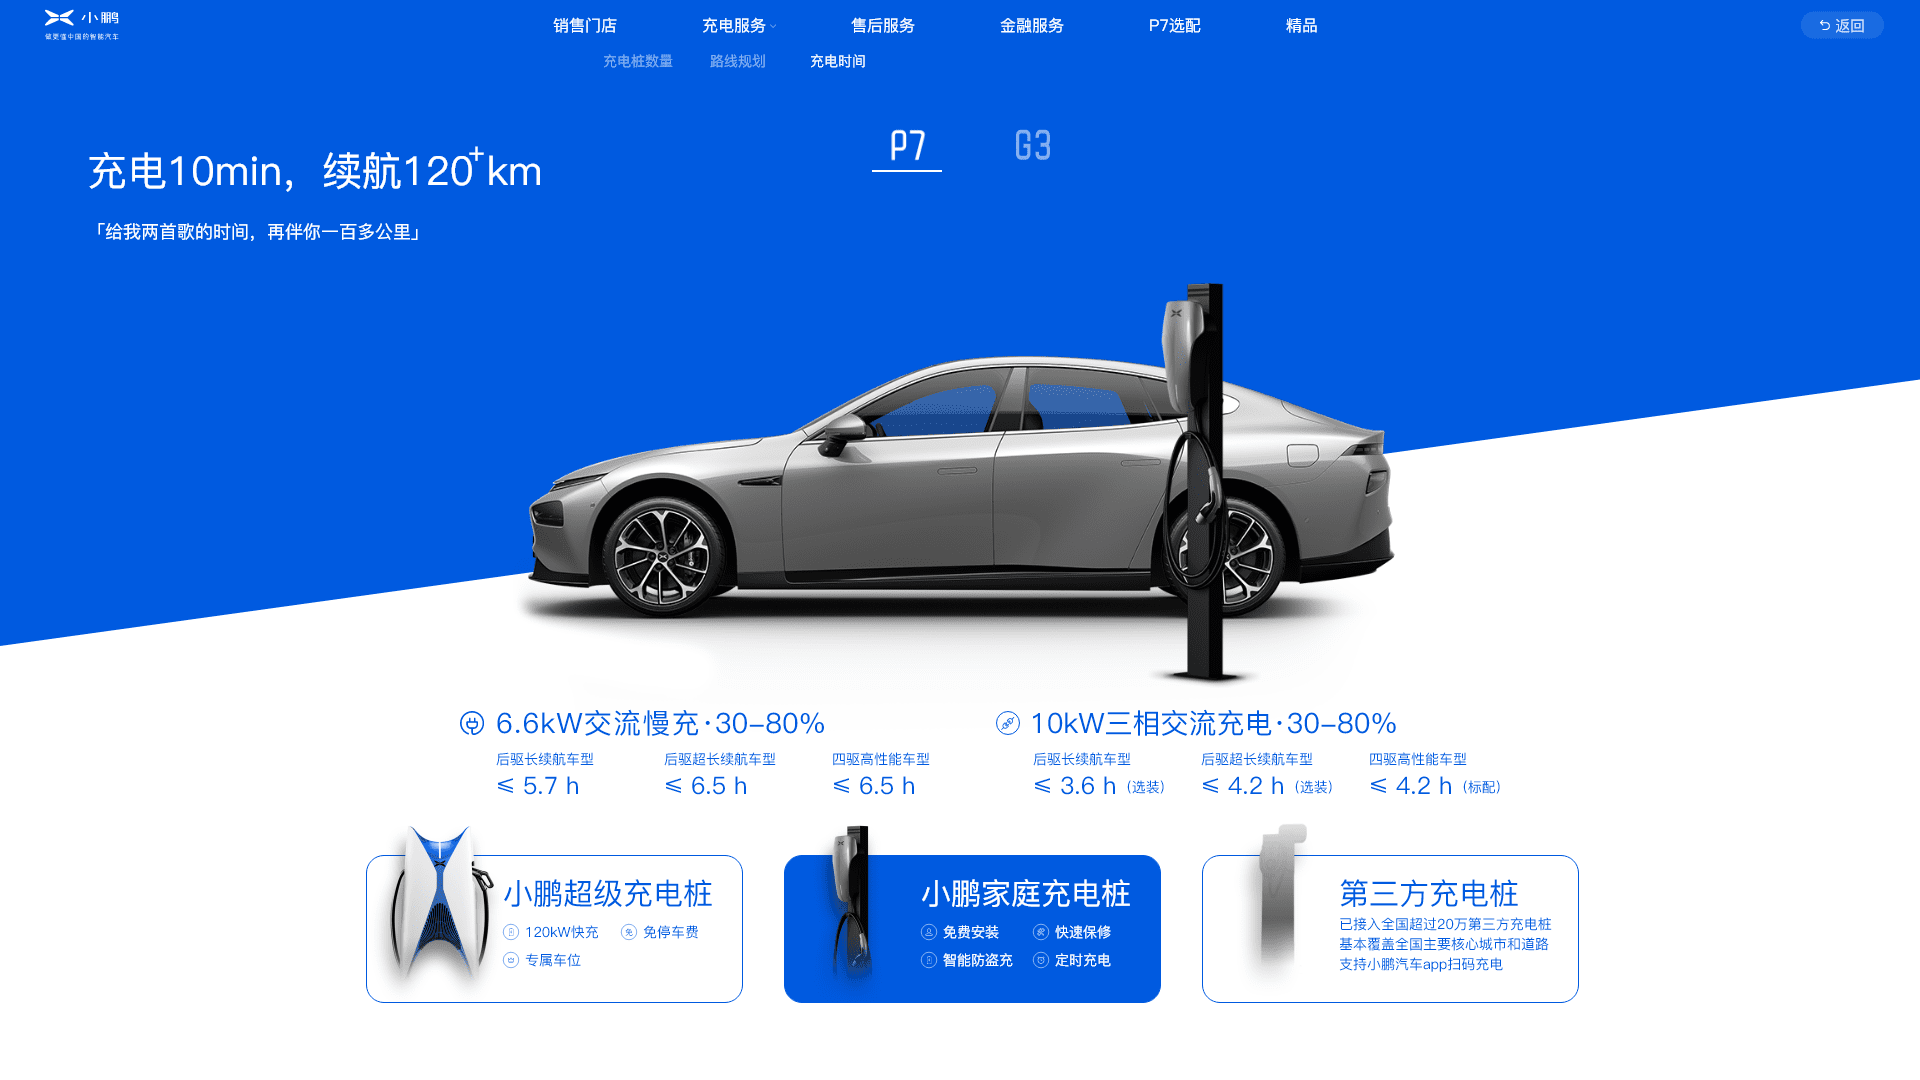 小鹏
做更懂中国的智能汽车
销售门店
充电服务
售后服务
金融服务
P7选配
精品
返回
充电桩数量
路线规划
充电时间
P7
G3
充电10min，续航120+km
「给我两首歌的时间，再伴你一百多公里」
6.6kW交流慢充·30–80%
后驱长续航车型
后驱超长续航车型
四驱高性能车型
≤ 5.7 h
≤ 6.5 h
≤ 6.5 h
10kW三相交流充电·30–80%
后驱长续航车型
后驱超长续航车型
四驱高性能车型
≤ 3.6 h（选装）
≤ 4.2 h（选装）
≤ 4.2 h（标配）
小鹏超级充电桩
120kW快充
免停车费
专属车位
小鹏家庭充电桩
免费安装
快速保修
智能防盗充
定时充电
第三方充电桩
已接入全国超过20万第三方充电桩
基本覆盖全国主要核心城市和道路
支持小鹏汽车app扫码充电